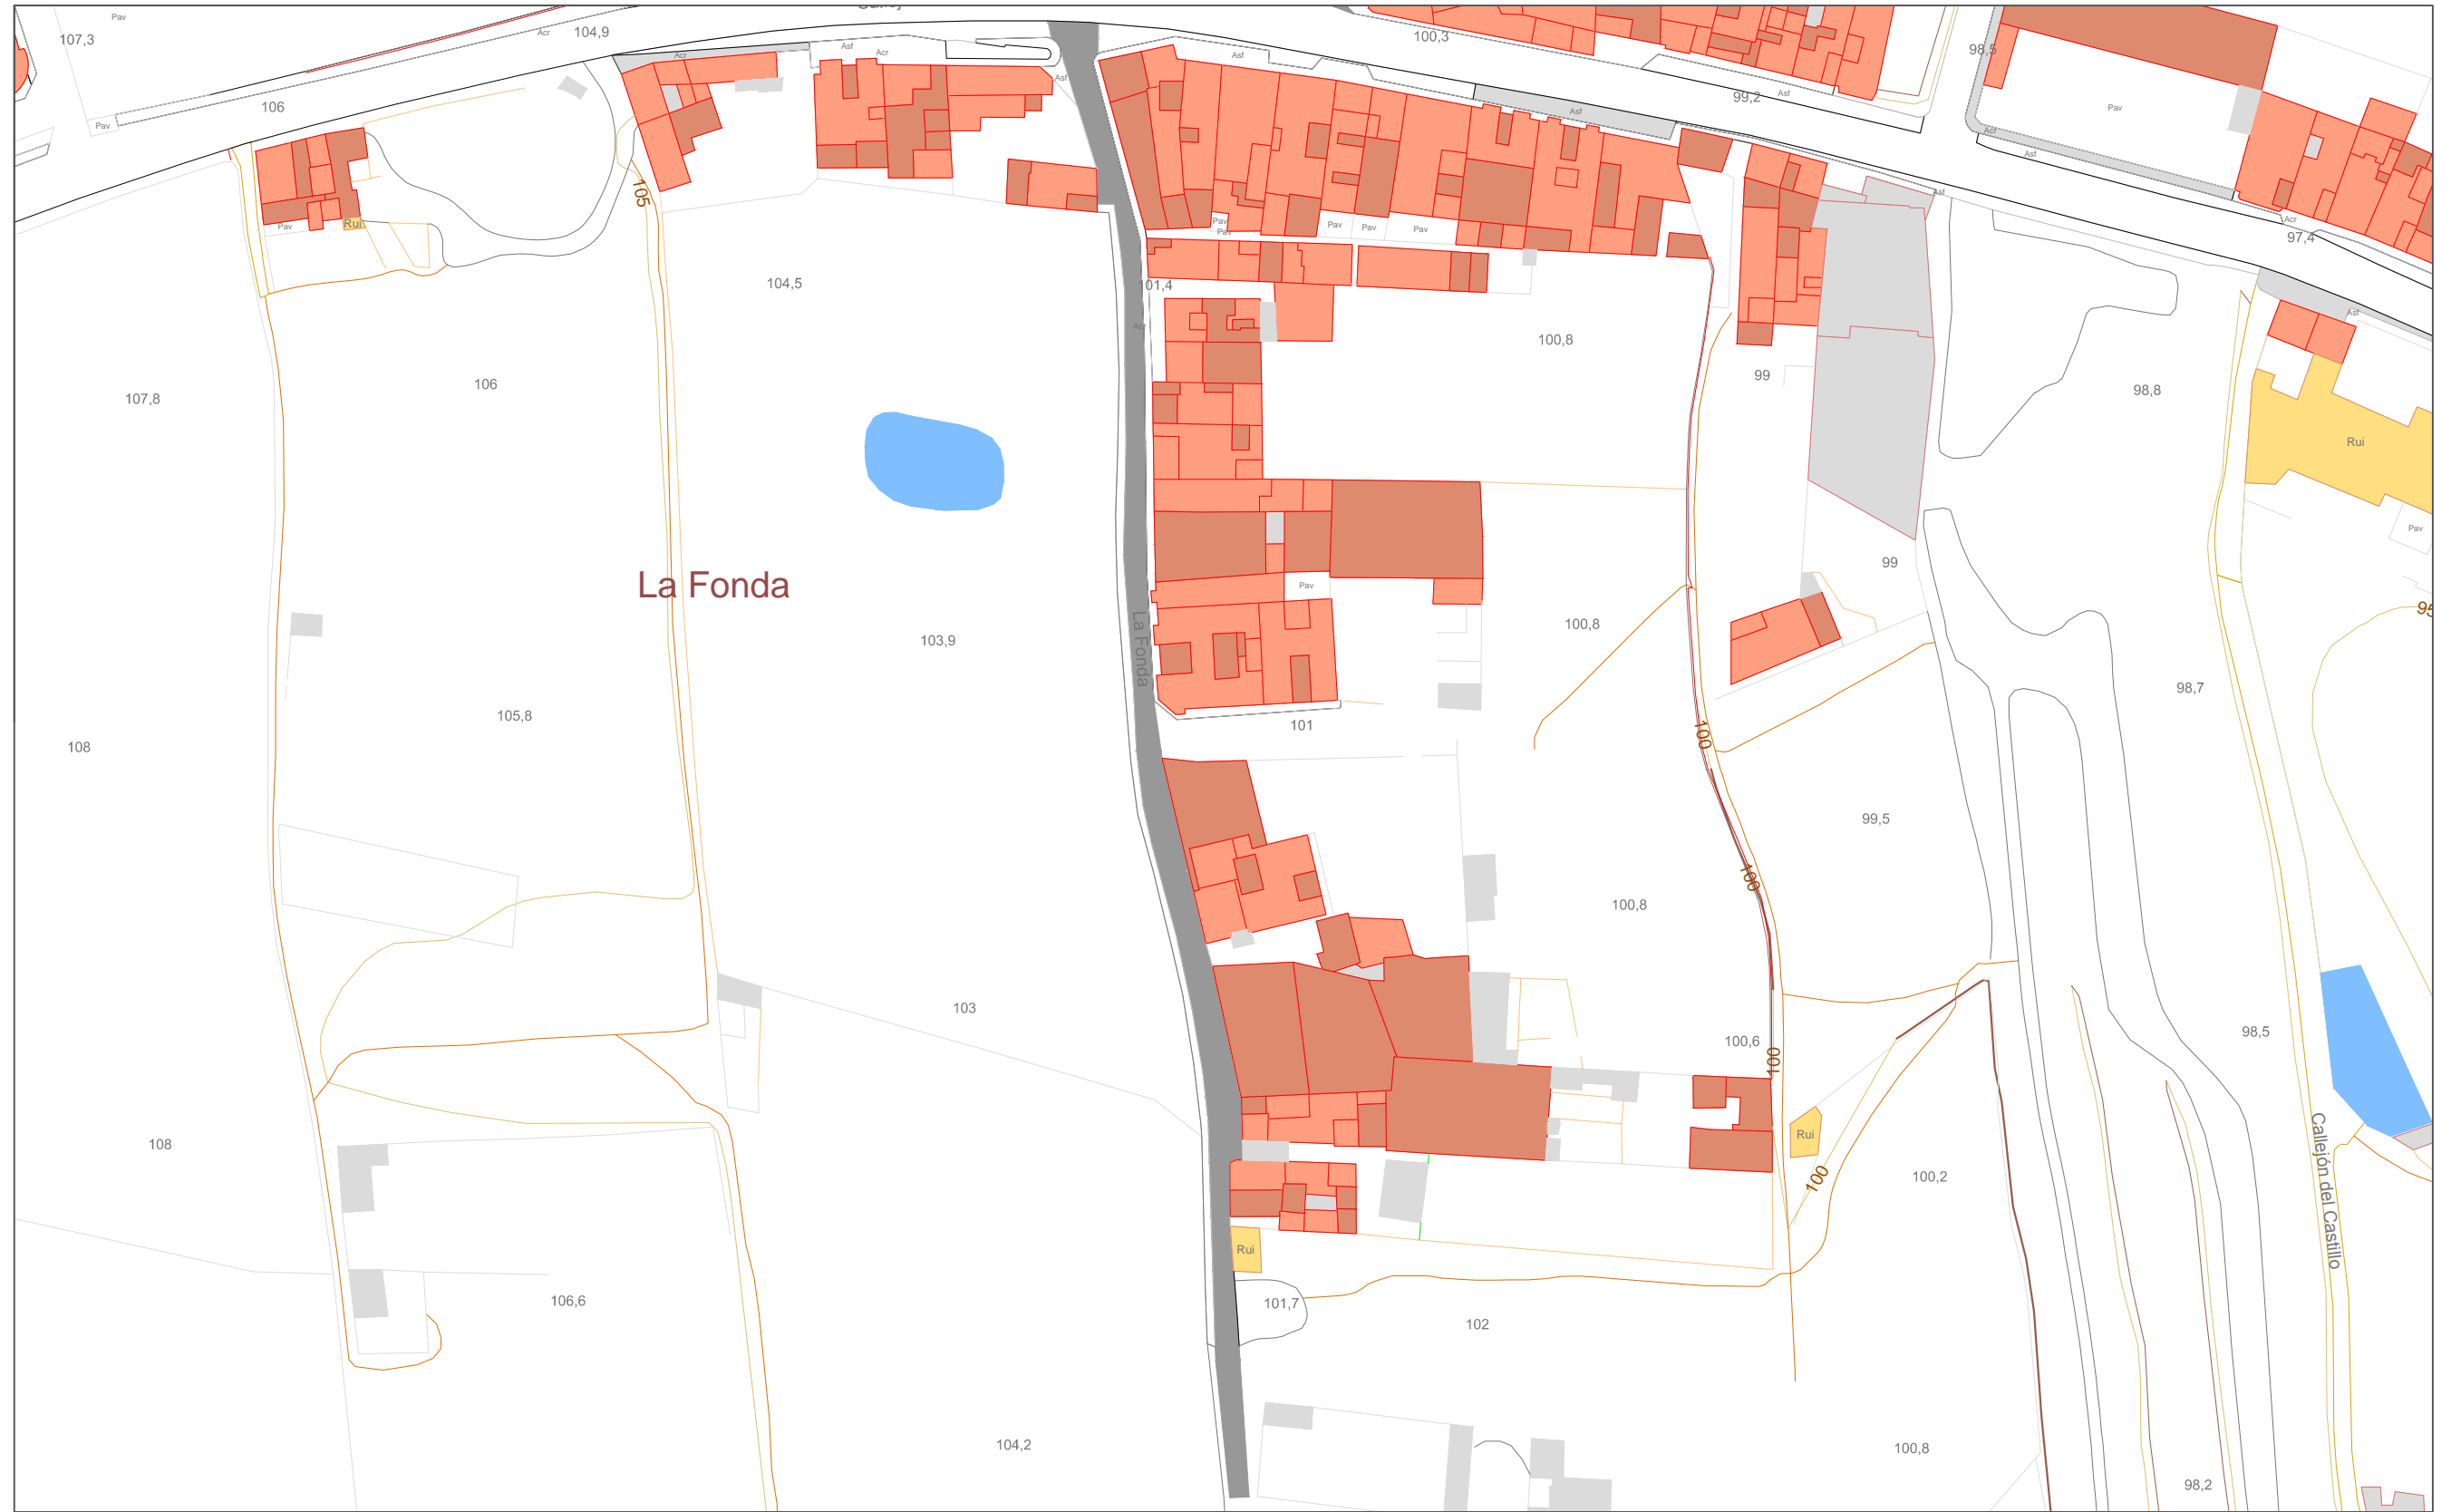 Pav
107,3
Acr
104,9
100,3
98,5
Asf
Acr
Asf
Asf
Acr
Asf
99,2
Asf
Pav
106
Asf
Pav
Acf
Asf
105
Asf
Pav
Rui
Pav
Pav
Pav
Pav
Pav
Acr
97,4
104,5
101,4
Acr
Asf
100,8
99
106
107,8
98,8
Rui
Pav
99
La Fonda
Pav
95
La Fonda
103,9
100,8
98,7
105,8
101
100
108
99,5
100
100,8
103
98,5
100,6
100
Rui
108
100,2
100
Callejón del Castillo
Rui
106,6
101,7
102
104,2
100,8
98,2